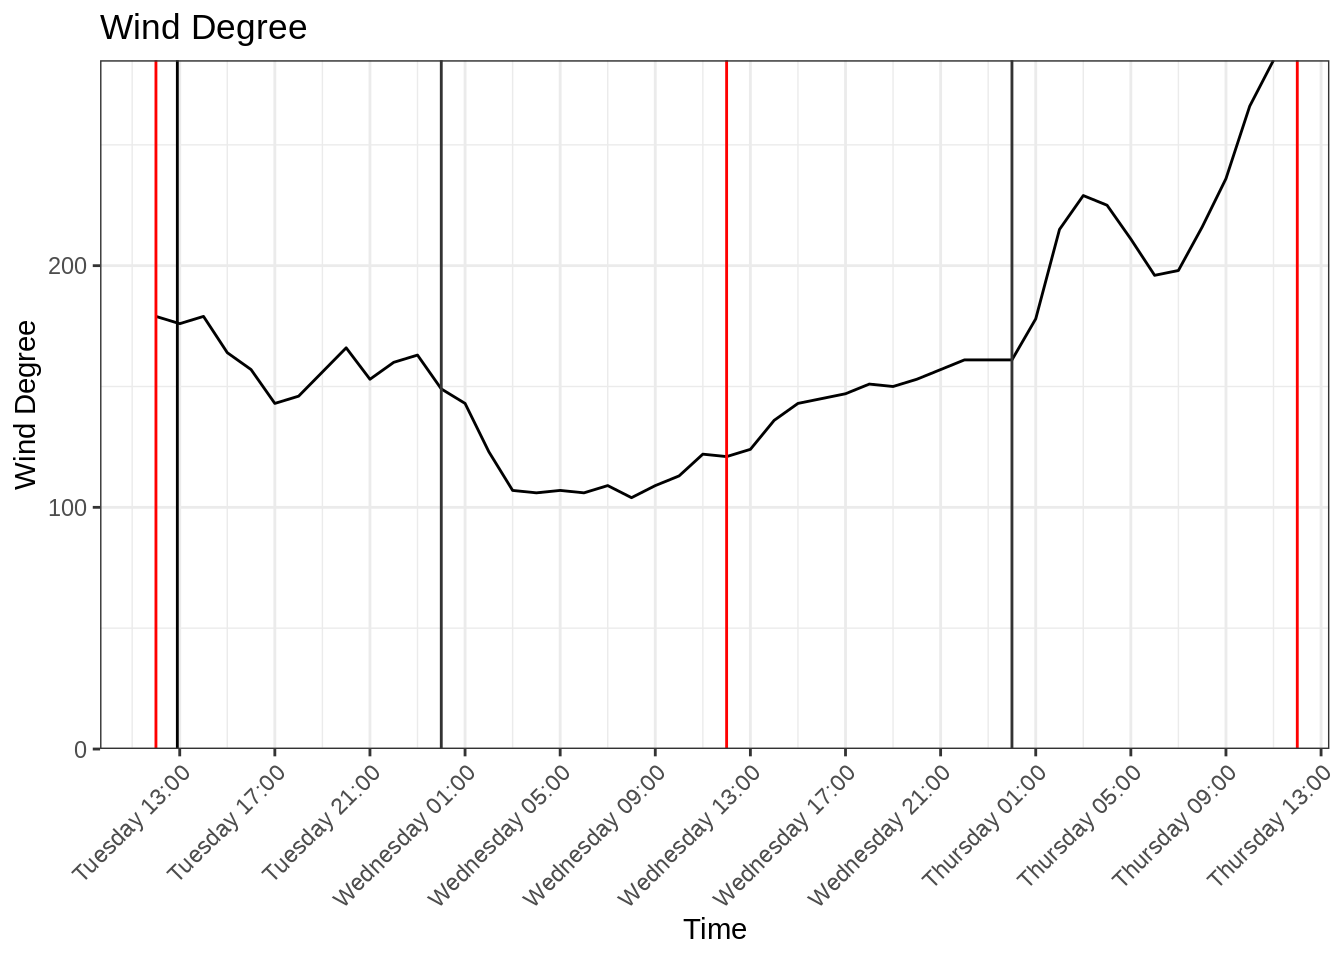 Wind Degree
Wind Degree
200
100
0
Tuesday 13:00
Tuesday 17:00
Tuesday 21:00
Wednesday 01:00
Wednesday 05:00
Wednesday 09:00
Wednesday 13:00
Wednesday 17:00
Wednesday 21:00
Thursday 01:00
Thursday 05:00
Thursday 09:00
Thursday 13:00
Time